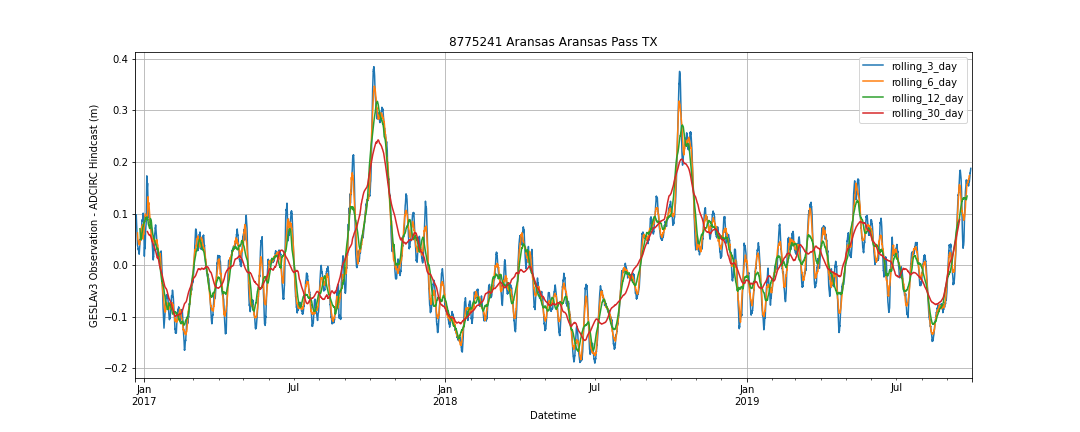 8775241 Aransas Aransas Pass TX
rolling_3_day
rolling_6_day
rolling_12_day
rolling_30_day
GESLAv3 Observation - ADCIRC Hindcast (m)
0.4
0.3
0.2
0.1
0.0
−0.1
−0.2
Jan Jul Jan Jul Jan Jul
2017 2018 2019
Datetime